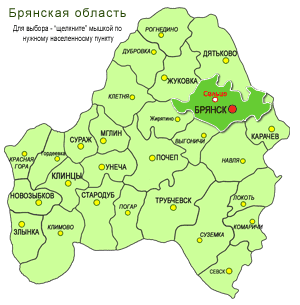 Брянская область
Для выбора - "щелкните" мышкой по
нужному населенному пункту
РОГНЕДИНО
ДУБРОВКА
ДЯТЬКОВО
ЖУКОВКА
КЛЕТНЯ
Сельцо
БРЯНСК
Жирятино
КАРАЧЕВ
МГЛИН
ВЫГОНИЧИ
СУРАЖ
КРАСНАЯ
ГОРА
Гордеевка
ПОЧЕП
НАВЛЯ
УНЕЧА
КЛИНЦЫ
НОВОЗЫБКОВ
СТАРОДУБ
ПОГАР
ТРУБЧЕВСК
ЛОКОТЬ
ЗЛЫНКА
КЛИМОВО
КОМАРИЧИ
СУЗЕМКА
СЕВСК